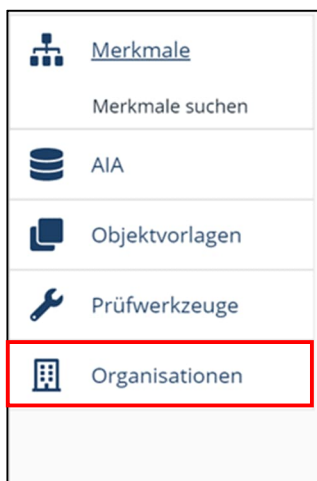 Merkmale
Merkmale suchen
AIA
Objektvorlagen
Prüfwerkzeuge
Organisationen